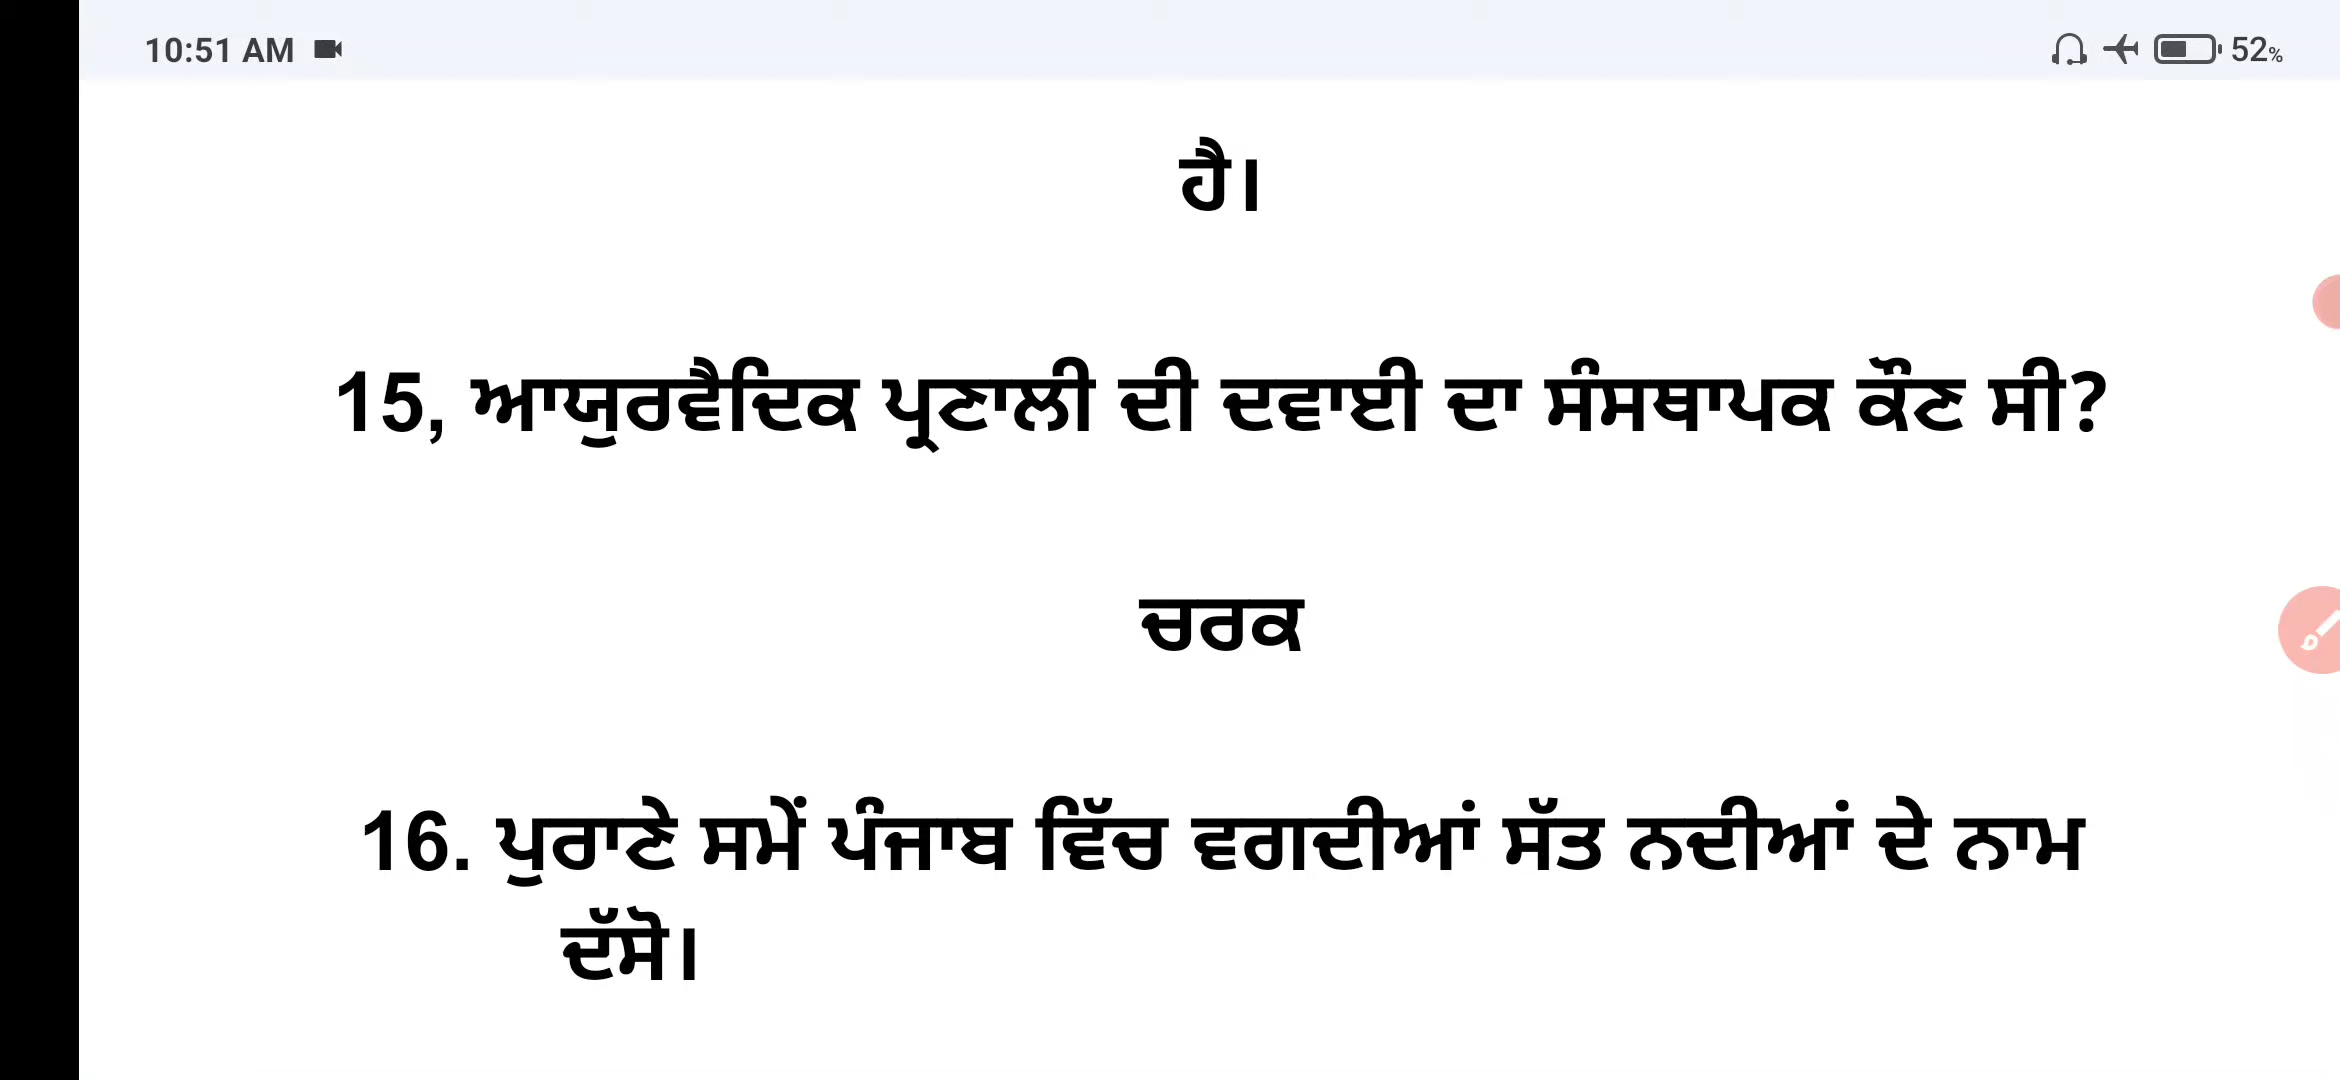 10:51 AM 52%
ਹੈ।
15, ਆਯੁਰਵੈਦਿਕ ਪ੍ਰਣਾਲੀ ਦੀ ਦਵਾਈ ਦਾ ਸੰਸਥਾਪਕ ਕੌਣ ਸੀ?
ਚਰਕ
16. ਪੁਰਾਣੇ ਸਮੇਂ ਪੰਜਾਬ ਵਿੱਚ ਵਗਦੀਆਂ ਸੱਤ ਨਦੀਆਂ ਦੇ ਨਾਮ
ਦੱਸੋ।